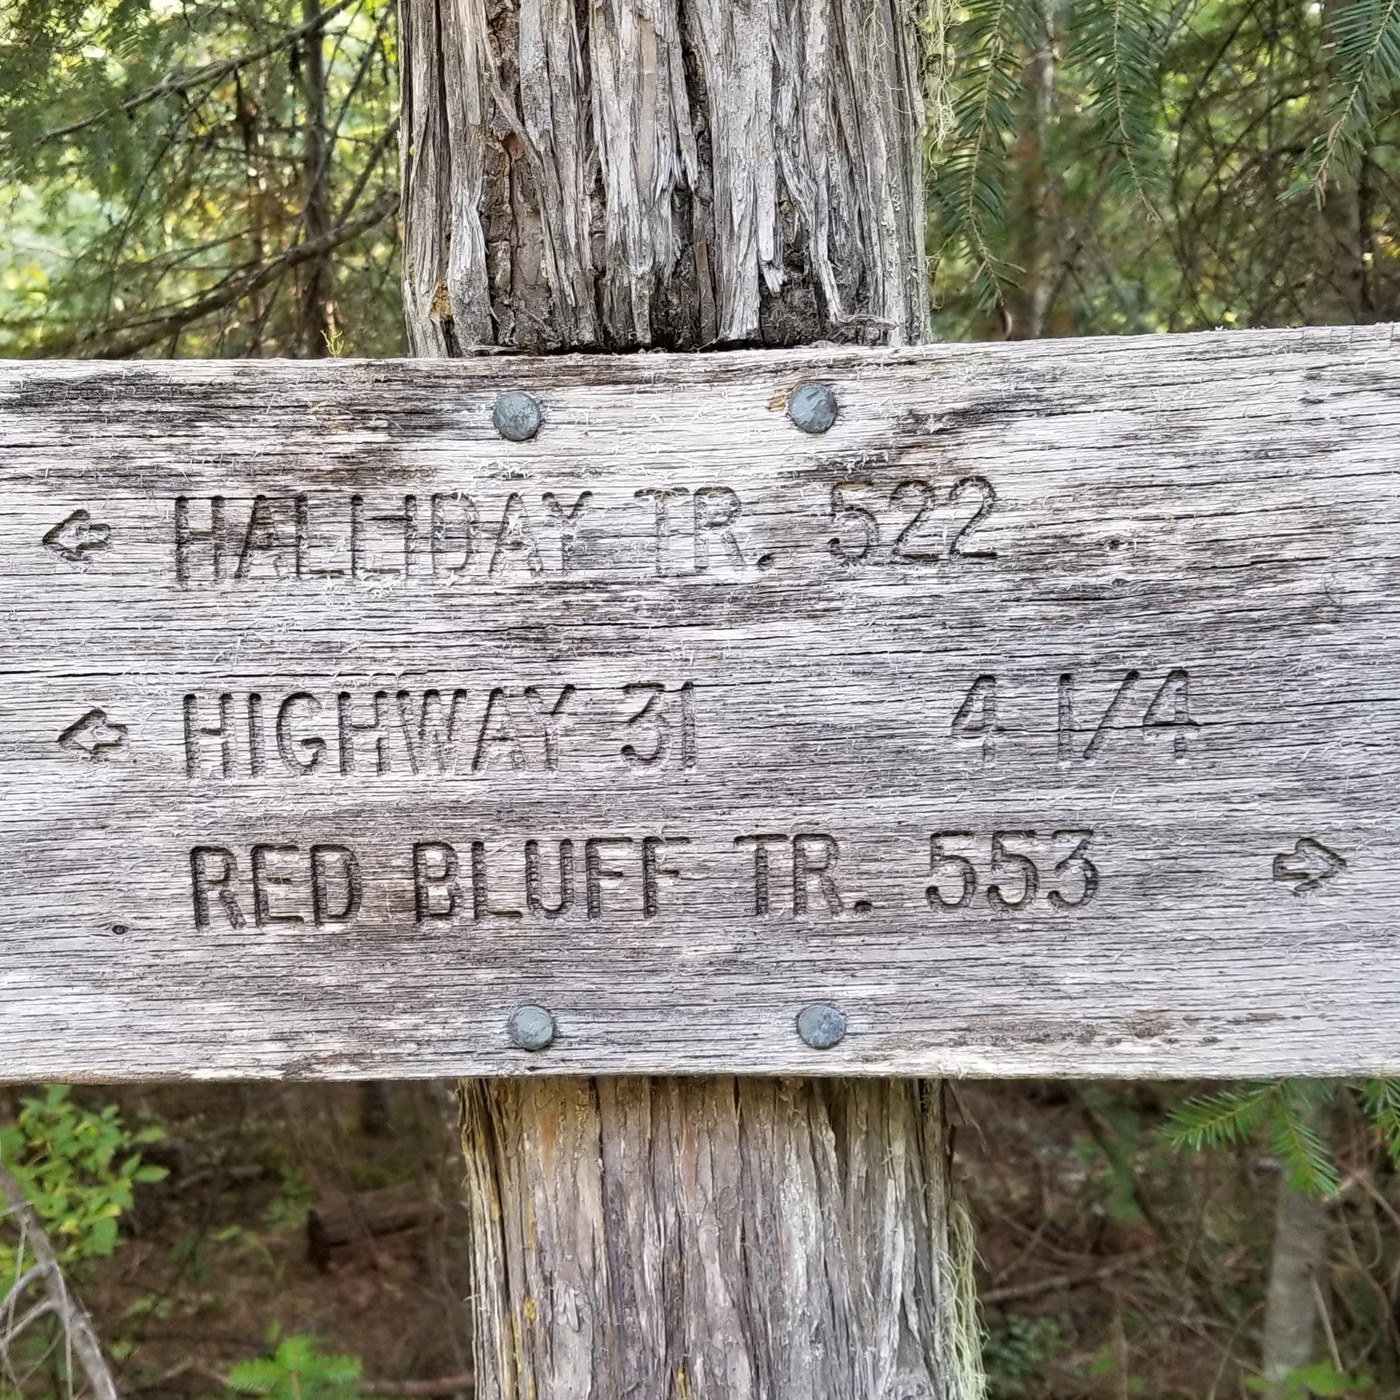 ← HALLIDAY TR. 522
← HIGHWAY 31 4 1/4
RED BLUFF TR. 553 →